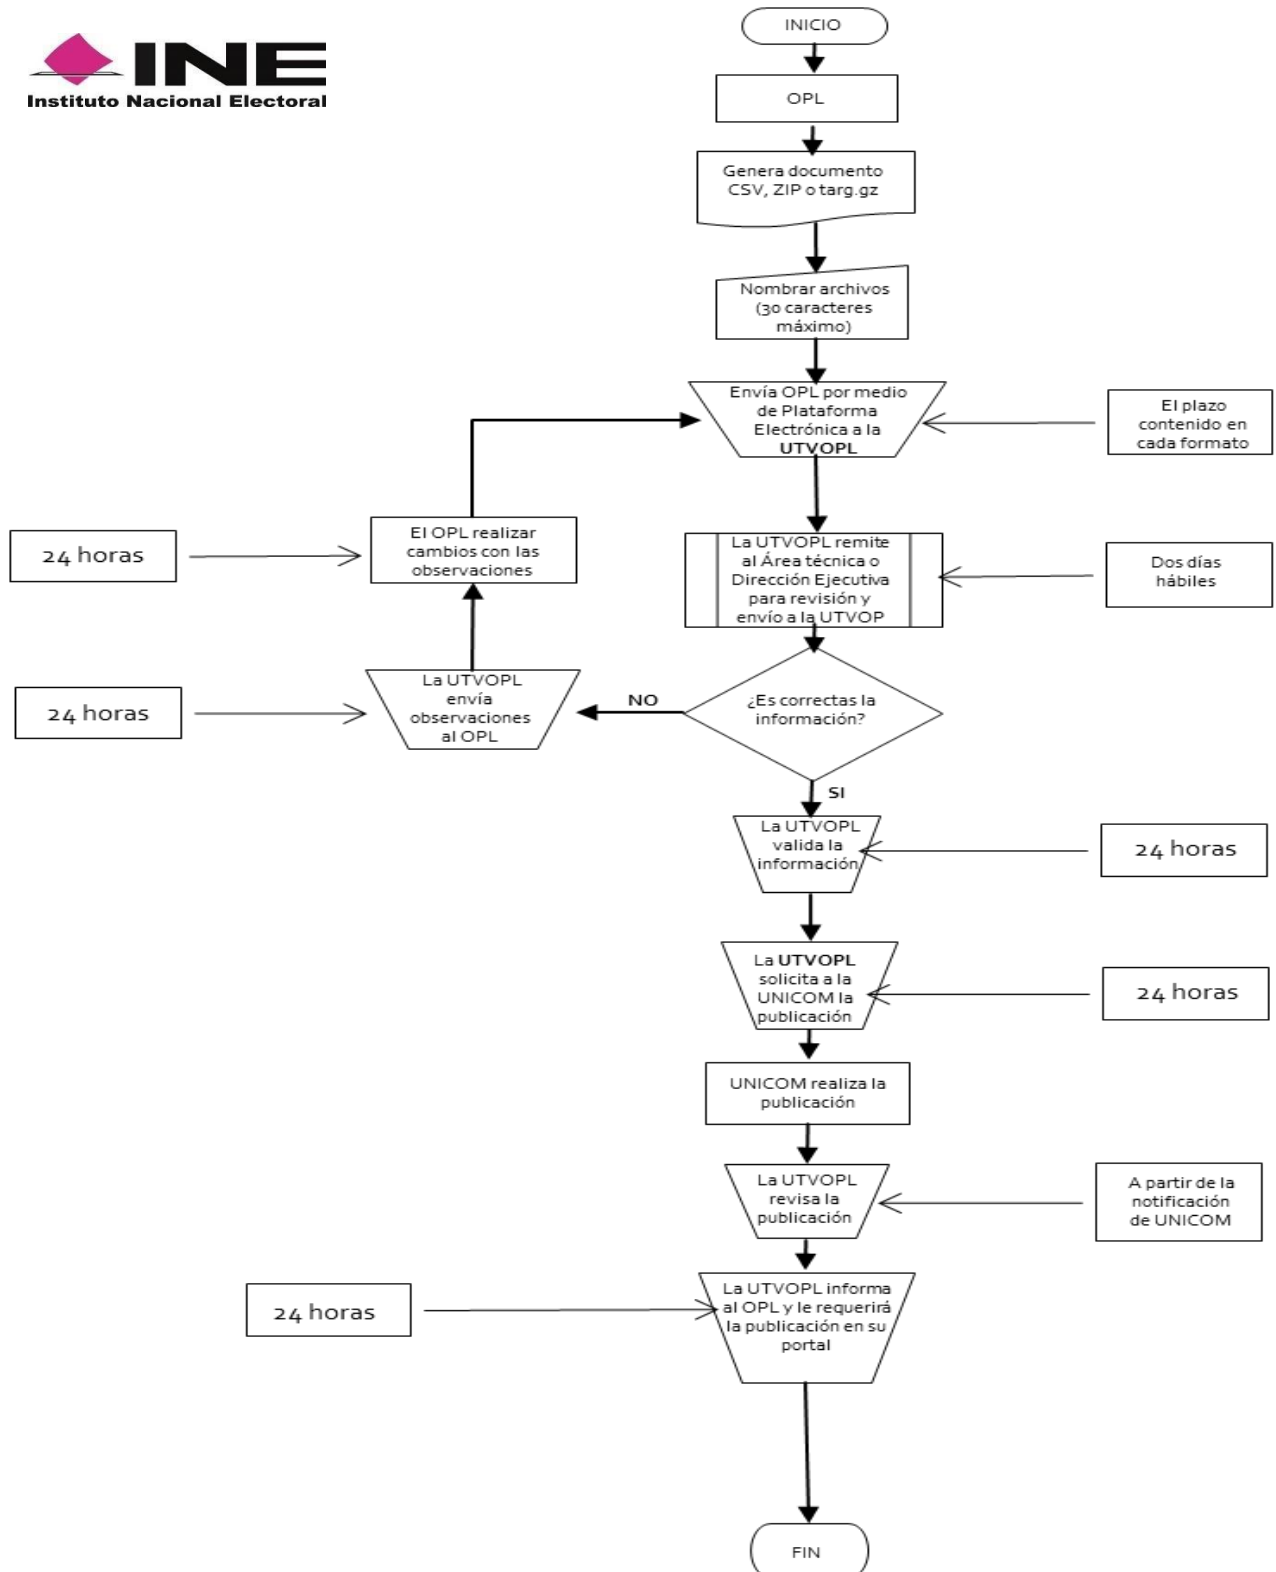 INE
Instituto Nacional Electoral
INICIO
OPL
Genera documento
CSV, ZIP o targ.gz
Nombrar archivos
(30 caracteres
máximo)
Envía OPL por medio
de Plataforma
Electrónica a la
UTVOPL
El plazo
contenido en
cada formato
24 horas
El OPL realizar
cambios con las
observaciones
La UTVOPL remite
al Área técnica o
Dirección Ejecutiva
para revisión y
envío a la UTVOP
Dos días
hábiles
24 horas
La UTVOPL
envía
observaciones
al OPL
NO
¿Es correctas la
información?
SI
La UTVOPL
valida la
información
24 horas
La UTVOPL
solicita a la
UNICOM la
publicación
24 horas
UNICOM realiza la
publicación
La UTVOPL
revisa la
publicación
A partir de la
notificación
de UNICOM
24 horas
La UTVOPL informa
al OPL y le requerirá
la publicación en su
portal
FIN